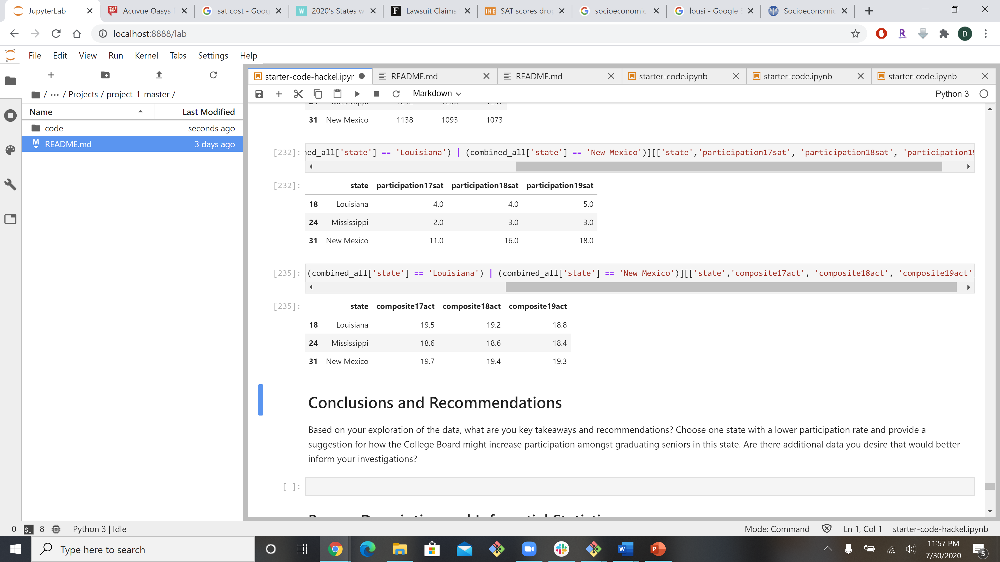 JupyterLab Acuvue Oasys f sat cost - Goog 2020's States w Lawsuit Claims SAT scores drop socioeconomic lousi - Google S Socioeconomic
localhost:8888/lab
File Edit View Run Kernel Tabs Settings Help
starter-code-hackel.ipyr README.md README.md starter-code.ipynb starter-code.ipynb starter-code.ipynb
/ ··· / Projects / project-1-master /
Markdown Python 3
Name Last Modified
code seconds ago
README.md 3 days ago
31 New Mexico 1138 1093 1073
[232]: ned_all['state'] == 'Louisiana') | (combined_all['state'] == 'New Mexico')][['state','participation17sat', 'participation18sat', 'participation19
[232]: state participation17sat participation18sat participation19sat
18 Louisiana 4.0 4.0 5.0
24 Mississippi 2.0 3.0 3.0
31 New Mexico 11.0 16.0 18.0
[235]: (combined_all['state'] == 'Louisiana') | (combined_all['state'] == 'New Mexico')][['state','composite17act', 'composite18act', 'composite19act']
[235]: state composite17act composite18act composite19act
18 Louisiana 19.5 19.2 18.8
24 Mississippi 18.6 18.6 18.4
31 New Mexico 19.7 19.4 19.3
Conclusions and Recommendations
Based on your exploration of the data, what are you key takeaways and recommendations? Choose one state with a lower participation rate and provide a
suggestion for how the College Board might increase participation amongst graduating seniors in this state. Are there additional data you desire that would better
inform your investigations?
[ ]:
0 $_ 8 Python 3 | Idle Mode: Command Ln 1, Col 1 starter-code-hackel.ipynb
Type here to search
11:57 PM
7/30/2020
5